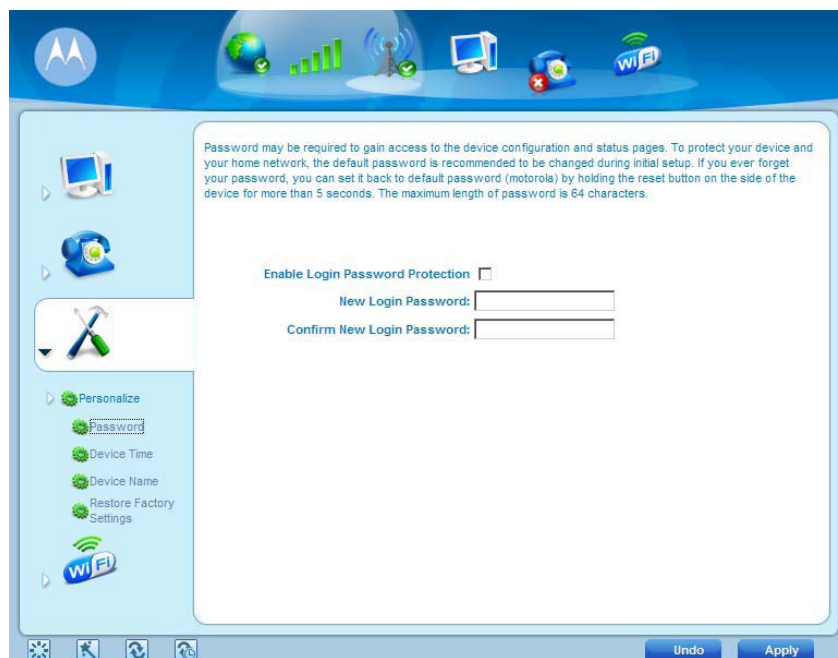 WiFi
Password may be required to gain access to the device configuration and status pages. To protect your device and
your home network, the default password is recommended to be changed during initial setup. If you ever forget
your password, you can set it back to default password (motorola) by holding the reset button on the side of the
device for more than 5 seconds. The maximum length of password is 64 characters.
Enable Login Password Protection
New Login Password:
Confirm New Login Password:
Personalize
Password
Device Time
Device Name
Restore Factory
Settings
WiFi
Undo
Apply